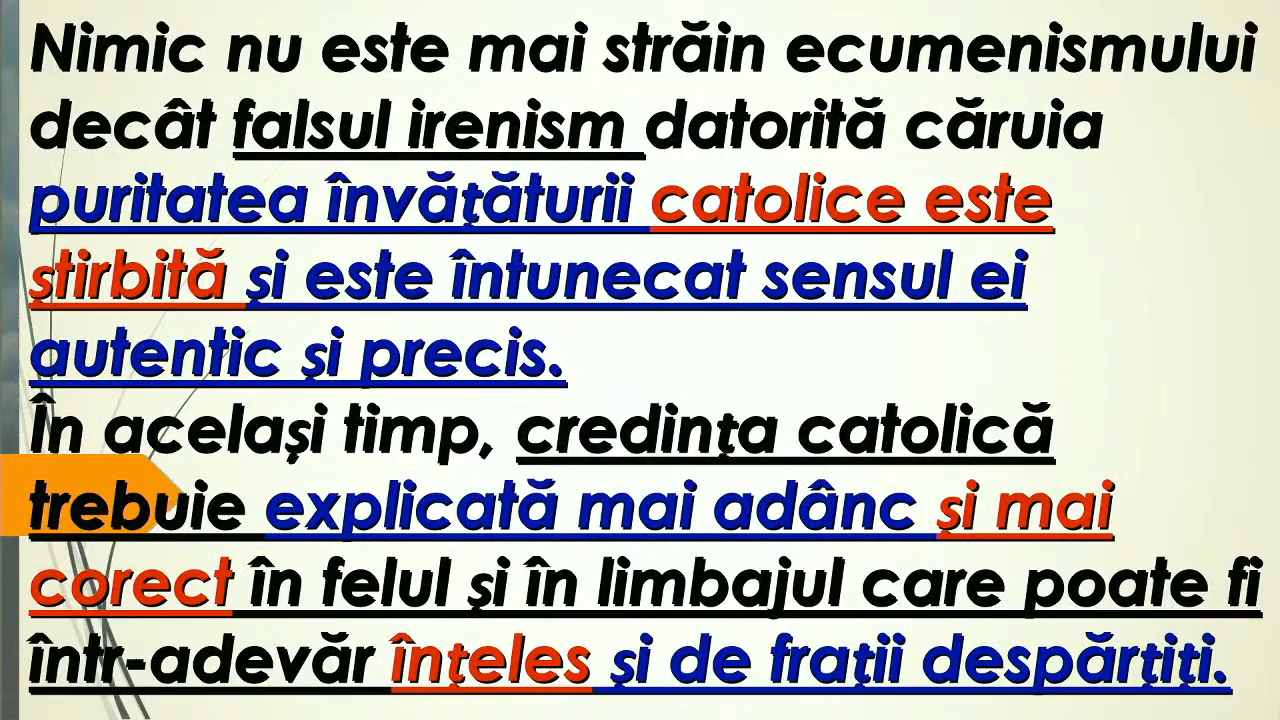 Nimic nu este mai străin ecumenismului
decât falsul irenism datorită căruia
puritatea învăţăturii catolice este
ştirbită şi este întunecat sensul ei
autentic şi precis.
În acelaşi timp, credinţa catolică
trebuie explicată mai adânc şi mai
corect în felul şi în limbajul care poate fi
într-adevăr înţeles şi de fraţii despărţiţi.